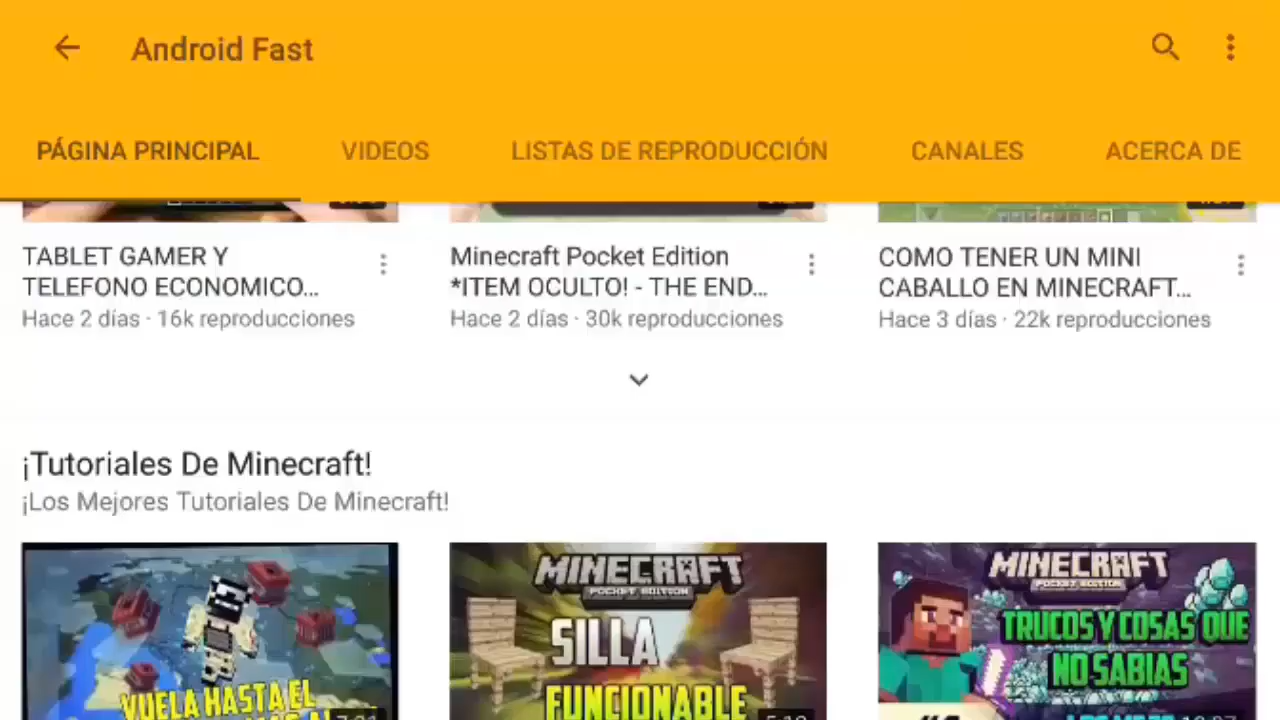 Android Fast
PÁGINA PRINCIPAL
VIDEOS
LISTAS DE REPRODUCCIÓN
CANALES
ACERCA DE
TABLET GAMER Y
TELEFONO ECONOMICO...
Hace 2 días · 16k reproducciones
Minecraft Pocket Edition
*ITEM OCULTO! - THE END...
Hace 2 días · 30k reproducciones
COMO TENER UN MINI
CABALLO EN MINECRAFT...
Hace 3 días · 22k reproducciones
¡Tutoriales De Minecraft!
¡Los Mejores Tutoriales De Minecraft!
VUELA HASTA EL
MINECRAFT
POCKET EDITION
SILLA
FUNCIONABLE
MINECRAFT
POCKET EDITION
TRUCOS Y COSAS QUE
NO SABIAS